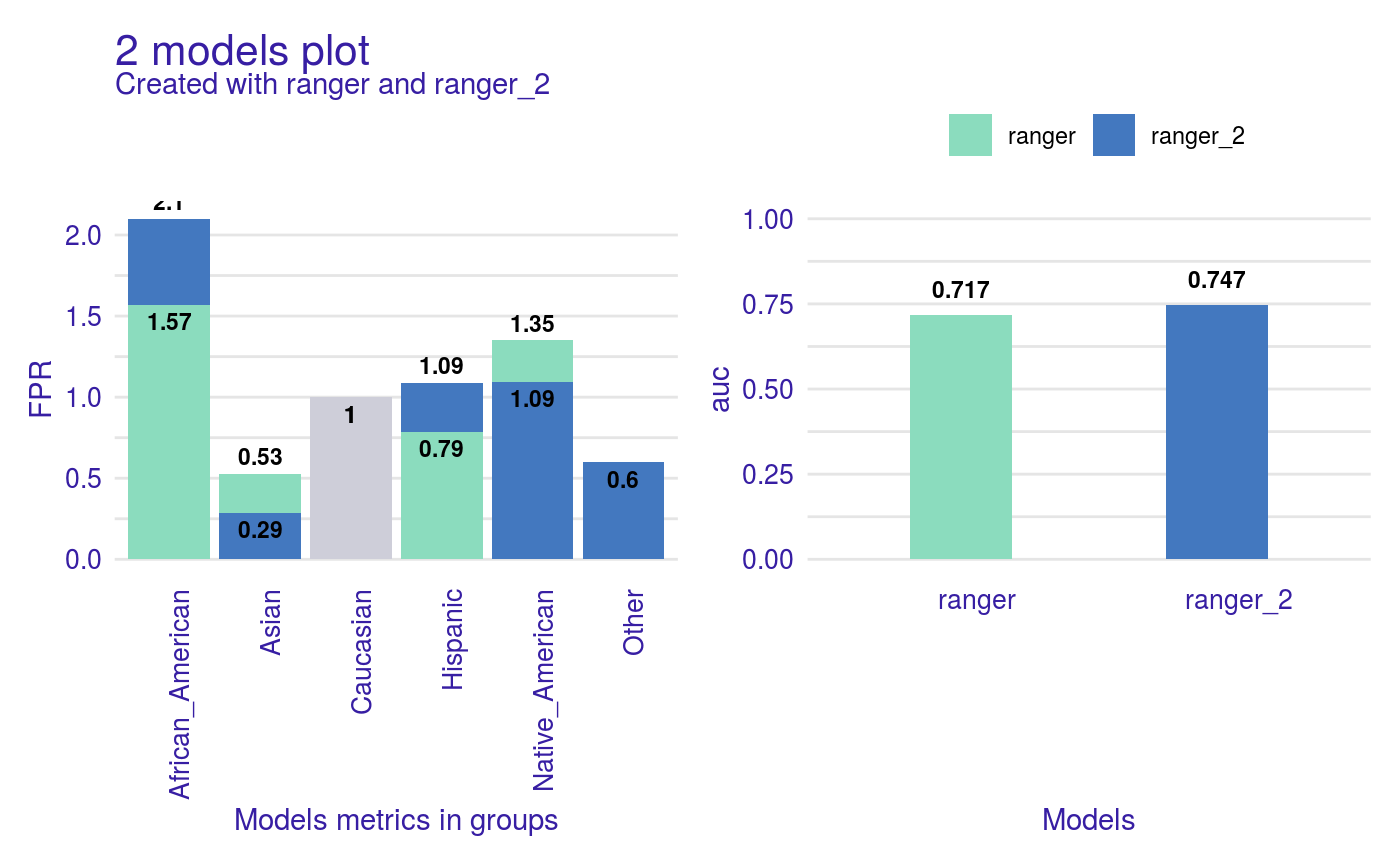 2 models plot
Created with ranger and ranger_2
ranger
ranger_2
FPR
2.0
1.5
1.0
0.5
0.0
2.1
1.57
0.53
0.29
1
1.09
0.79
1.35
1.09
0.6
African_American
Asian
Caucasian
Hispanic
Native_American
Other
Models metrics in groups
auc
1.00
0.75
0.50
0.25
0.00
0.717
0.747
ranger
ranger_2
Models